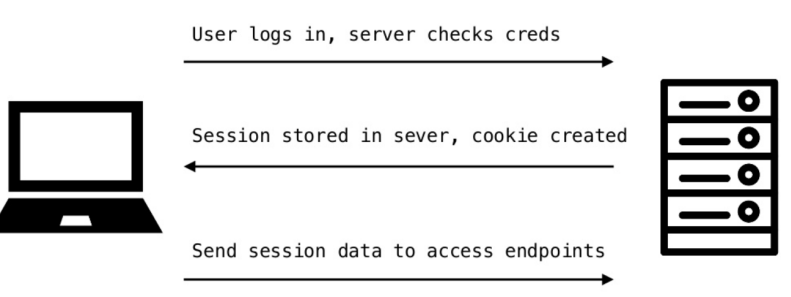 User logs in, server checks creds
Session stored in sever, cookie created
Send session data to access endpoints